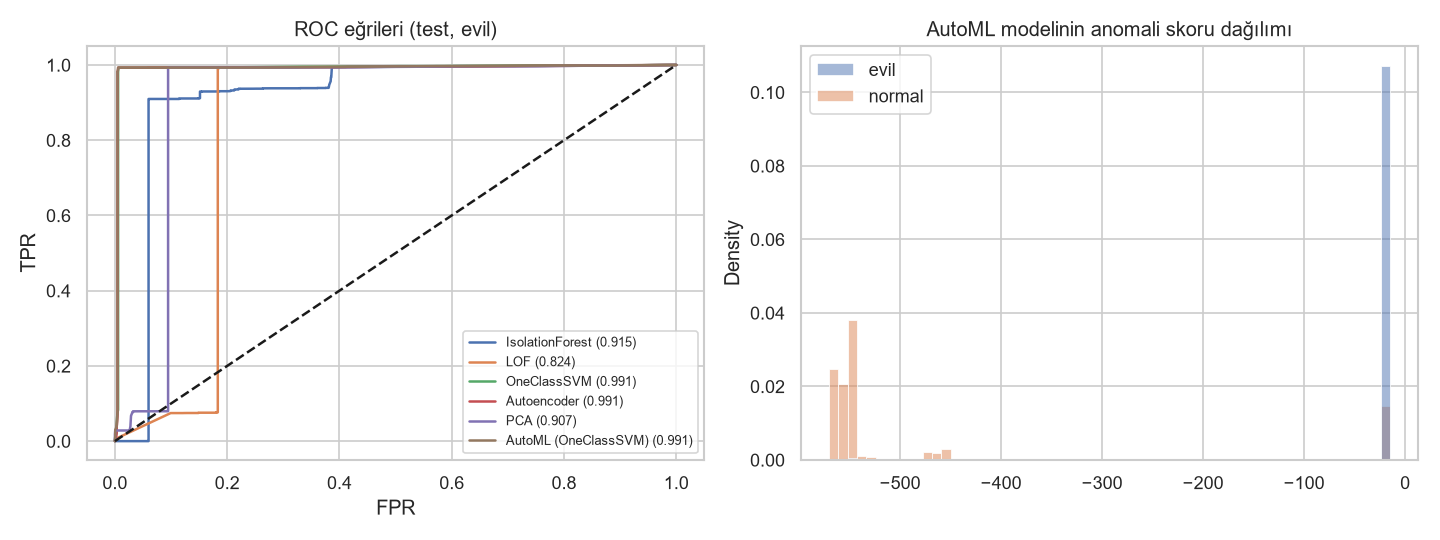 ROC eğrileri (test, evil)
1.0
0.8
0.6
0.4
0.2
0.0
TPR
0.0 0.2 0.4 0.6 0.8 1.0
FPR
IsolationForest (0.915)
LOF (0.824)
OneClassSVM (0.991)
Autoencoder (0.991)
PCA (0.907)
AutoML (OneClassSVM) (0.991)
AutoML modelinin anomali skoru dağılımı
evil
normal
0.10
0.08
0.06
0.04
0.02
0.00
Density
−500 −400 −300 −200 −100 0